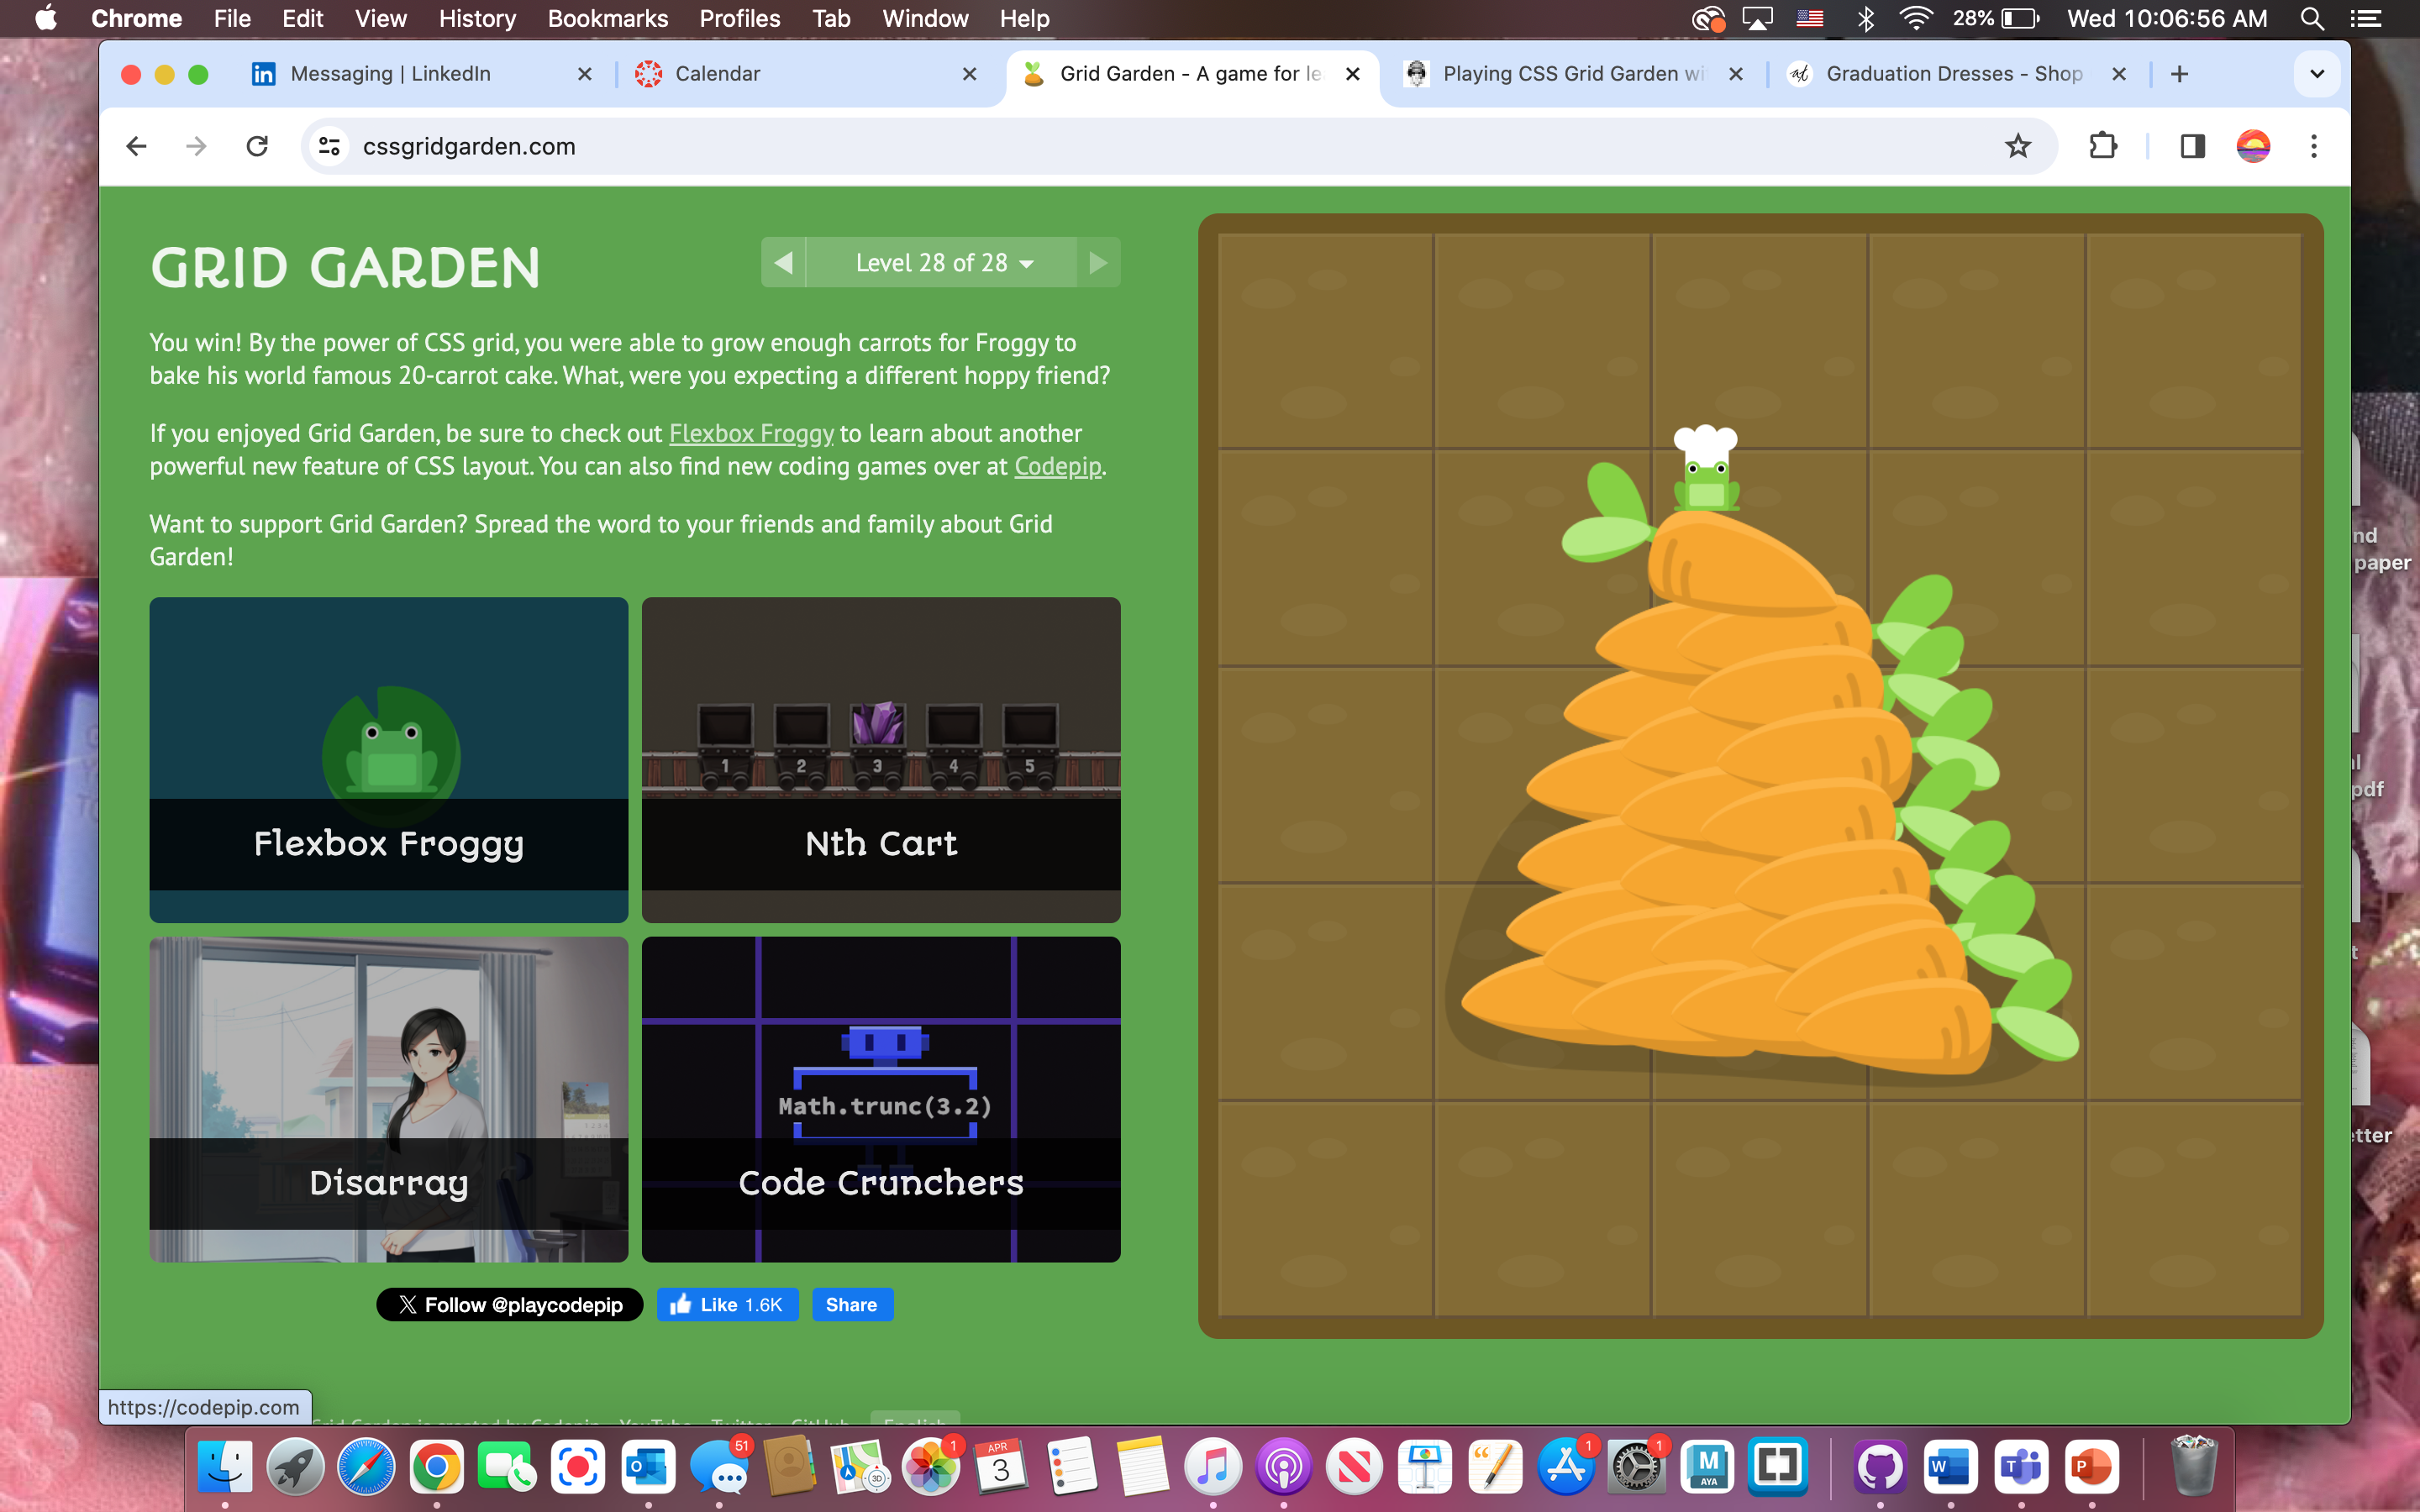 Chrome File Edit View History Bookmarks Profiles Tab Window Help 28% Wed 10:06:56 AM
Messaging | LinkedIn Calendar Grid Garden - A game for le Playing CSS Grid Garden wi Graduation Dresses - Shop
cssgridgarden.com
GRID GARDEN
Level 28 of 28
You win! By the power of CSS grid, you were able to grow enough carrots for Froggy to
bake his world famous 20-carrot cake. What, were you expecting a different hoppy friend?
If you enjoyed Grid Garden, be sure to check out Flexbox Froggy to learn about another
powerful new feature of CSS layout. You can also find new coding games over at Codepip.
Want to support Grid Garden? Spread the word to your friends and family about Grid
Garden!
1 2 3 4 5
Flexbox Froggy Nth Cart
Math.trunc(3.2)
Disarray Code Crunchers
Follow @playcodepip Like 1.6K Share
https://codepip.com
nd
paper
pdf
etter
51 1 APR 3 1 1
3D
M
AYA